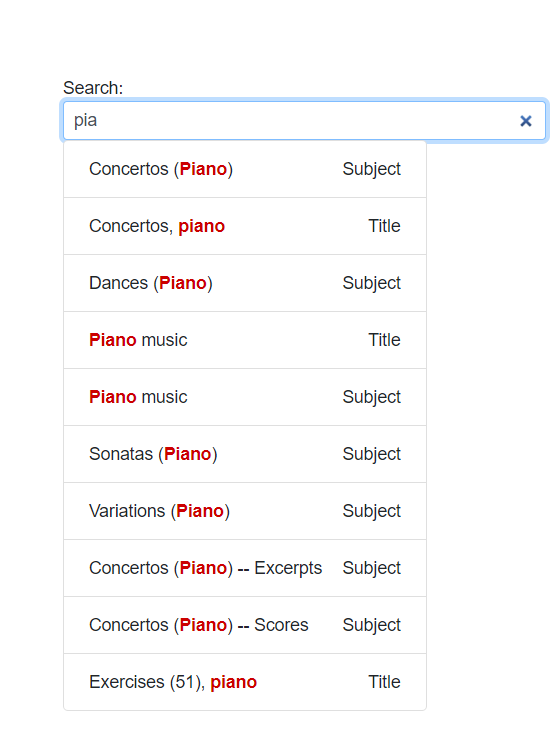 Search:
pia
Concertos (Piano) Subject
Concertos, piano Title
Dances (Piano) Subject
Piano music Title
Piano music Subject
Sonatas (Piano) Subject
Variations (Piano) Subject
Concertos (Piano) -- Excerpts Subject
Concertos (Piano) -- Scores Subject
Exercises (51), piano Title